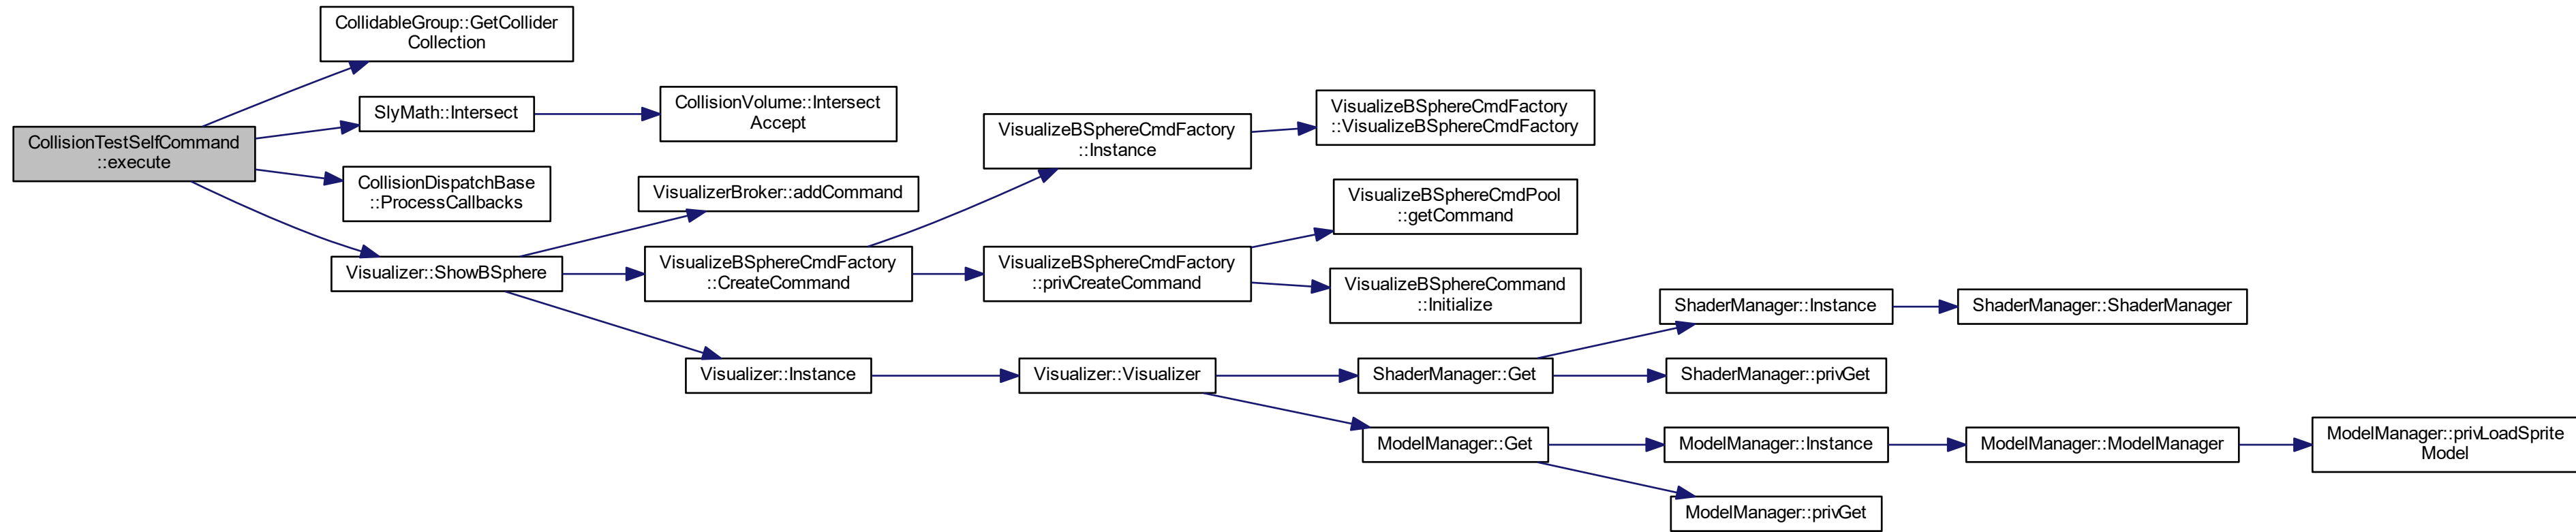 CollisionTestSelfCommand
::execute
CollidableGroup::GetCollider
Collection
SlyMath::Intersect
CollisionVolume::Intersect
Accept
CollisionDispatchBase
::ProcessCallbacks
Visualizer::ShowBSphere
VisualizerBroker::addCommand
VisualizeBSphereCmdFactory
::CreateCommand
VisualizeBSphereCmdFactory
::Instance
VisualizeBSphereCmdFactory
::VisualizeBSphereCmdFactory
VisualizeBSphereCmdFactory
::privCreateCommand
VisualizeBSphereCmdPool
::getCommand
VisualizeBSphereCommand
::Initialize
Visualizer::Instance
Visualizer::Visualizer
ShaderManager::Get
ShaderManager::Instance
ShaderManager::ShaderManager
ShaderManager::privGet
ModelManager::Get
ModelManager::Instance
ModelManager::ModelManager
ModelManager::privLoadSprite
Model
ModelManager::privGet